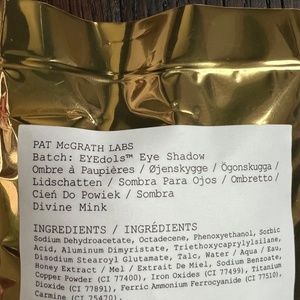 PAT McGRATH LABS
Batch: EYEdols™ Eye Shadow
Ombre à Paupières / Øjenskygge / Ögonskugga /
Lidschatten / Sombra Para Ojos / Ombretto /
Cień Do Powiek / Sombra
Divine Mink
INGREDIENTS / INGRÉDIENTS
Sodium Dehydroacetate, Octadecene, Phenoxyethanol, Sorbic
Acid, Aluminum Dimyristate, Triethoxycaprylylsilane,
Disodium Stearoyl Glutamate, Talc, Water / Aqua / Eau,
Honey Extract / Mel / Extrait De Miel, Sodium Benzoate,
Copper Powder (CI 77400), Iron Oxides (CI 77499), Titanium
Dioxide (CI 77891), Ferric Ammonium Ferrocyanide (CI 77510),
Carmine (CI 75470).